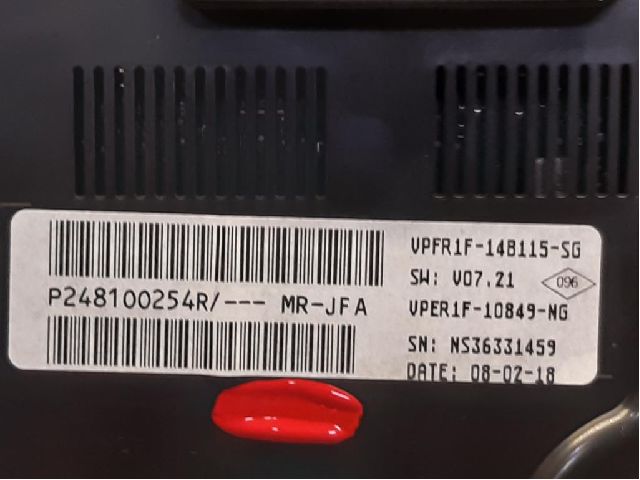 P248100254R/--- MR-JFA
VPFR1F-14B115-SG
SW: V07.21
096
VPER1F-10849-NG
SN: NS36331459
DATE: 08-02-18